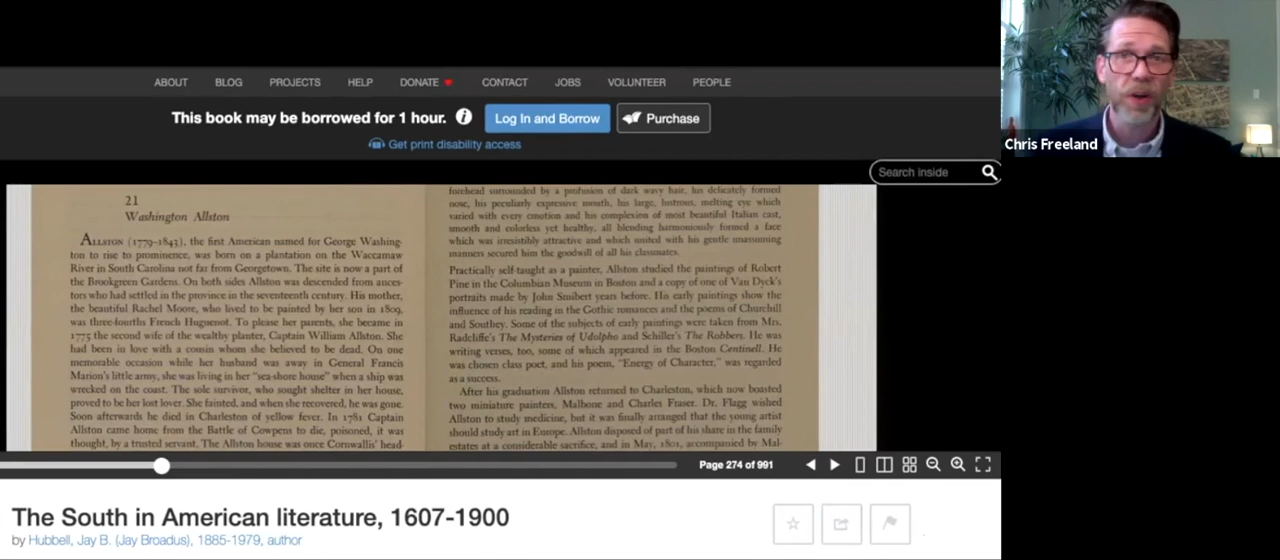 ABOUT BLOG PROJECTS HELP DONATE CONTACT JOBS VOLUNTEER PEOPLE
This book may be borrowed for 1 hour. Log In and Borrow Purchase
Get print disability access
Chris Freeland
Search inside
21
Washington Allston
ALLSTON (1779-1843), the first American named for George Washing-
ton to rise to prominence, was born on a plantation on the Waccamaw
River in South Carolina not far from Georgetown. The site is now a part of
the Brookgreen Gardens. On both sides Allston was descended from ances-
tors who had settled in the province in the seventeenth century. His mother,
the beautiful Rachel Moore, who lived to be painted by her son in 1809,
was three-fourths French Huguenot. To please her parents, she became in
1775 the second wife of the wealthy planter, Captain William Allston. She
had been in love with a cousin whom she believed to be dead. On one
memorable occasion while her husband was away in General Francis
Marion's little army, she was living in her "sea-shore house" when a ship was
wrecked on the coast. The sole survivor, who sought shelter in her house,
proved to be her lost lover. She fainted, and when she recovered, he was gone.
Soon afterwards he died in Charleston of yellow fever. In 1781 Captain
Allston came home from the Battle of Cowpens to die, poisoned, it was
thought, by a trusted servant. The Allston house was once Cornwallis' head-
forehead surrounded by a profusion of dark wavy hair, his delicately formed
nose, his peculiarly expressive mouth, his large, lustrous, melting eye which
varied with every emotion and his complexion of most beautiful Italian cast,
smooth and colorless yet healthy, all blending harmoniously formed a face
which was irresistibly attractive and which united with his gentle unassuming
manners secured him the goodwill of all his classmates.
Practically self-taught as a painter, Allston studied the paintings of Robert
Pine in the Columbian Museum in Boston and a copy of one of Van Dyck's
portraits made by John Smibert years before. His early paintings show the
influence of his reading in the Gothic romances and the poems of Churchill
and Southey. Some of the subjects of early paintings were taken from Mrs.
Radcliffe's The Mysteries of Udolpho and Schiller's The Robbers. He was
writing verses, too, some of which appeared in the Boston Centinell. He
was chosen class poet, and his poem, "Energy of Character," was regarded
as a success.
After his graduation Allston returned to Charleston, which now boasted
two miniature painters, Malbone and Charles Fraser. Dr. Flagg wished
Allston to study medicine, but it was finally arranged that the young artist
should study art in Europe. Allston disposed of part of his share in the family
estates at a considerable sacrifice, and in May, 1801, accompanied by Mal-
Page 274 of 991
The South in American literature, 1607-1900
by Hubbell, Jay B. (Jay Broadus), 1885-1979, author